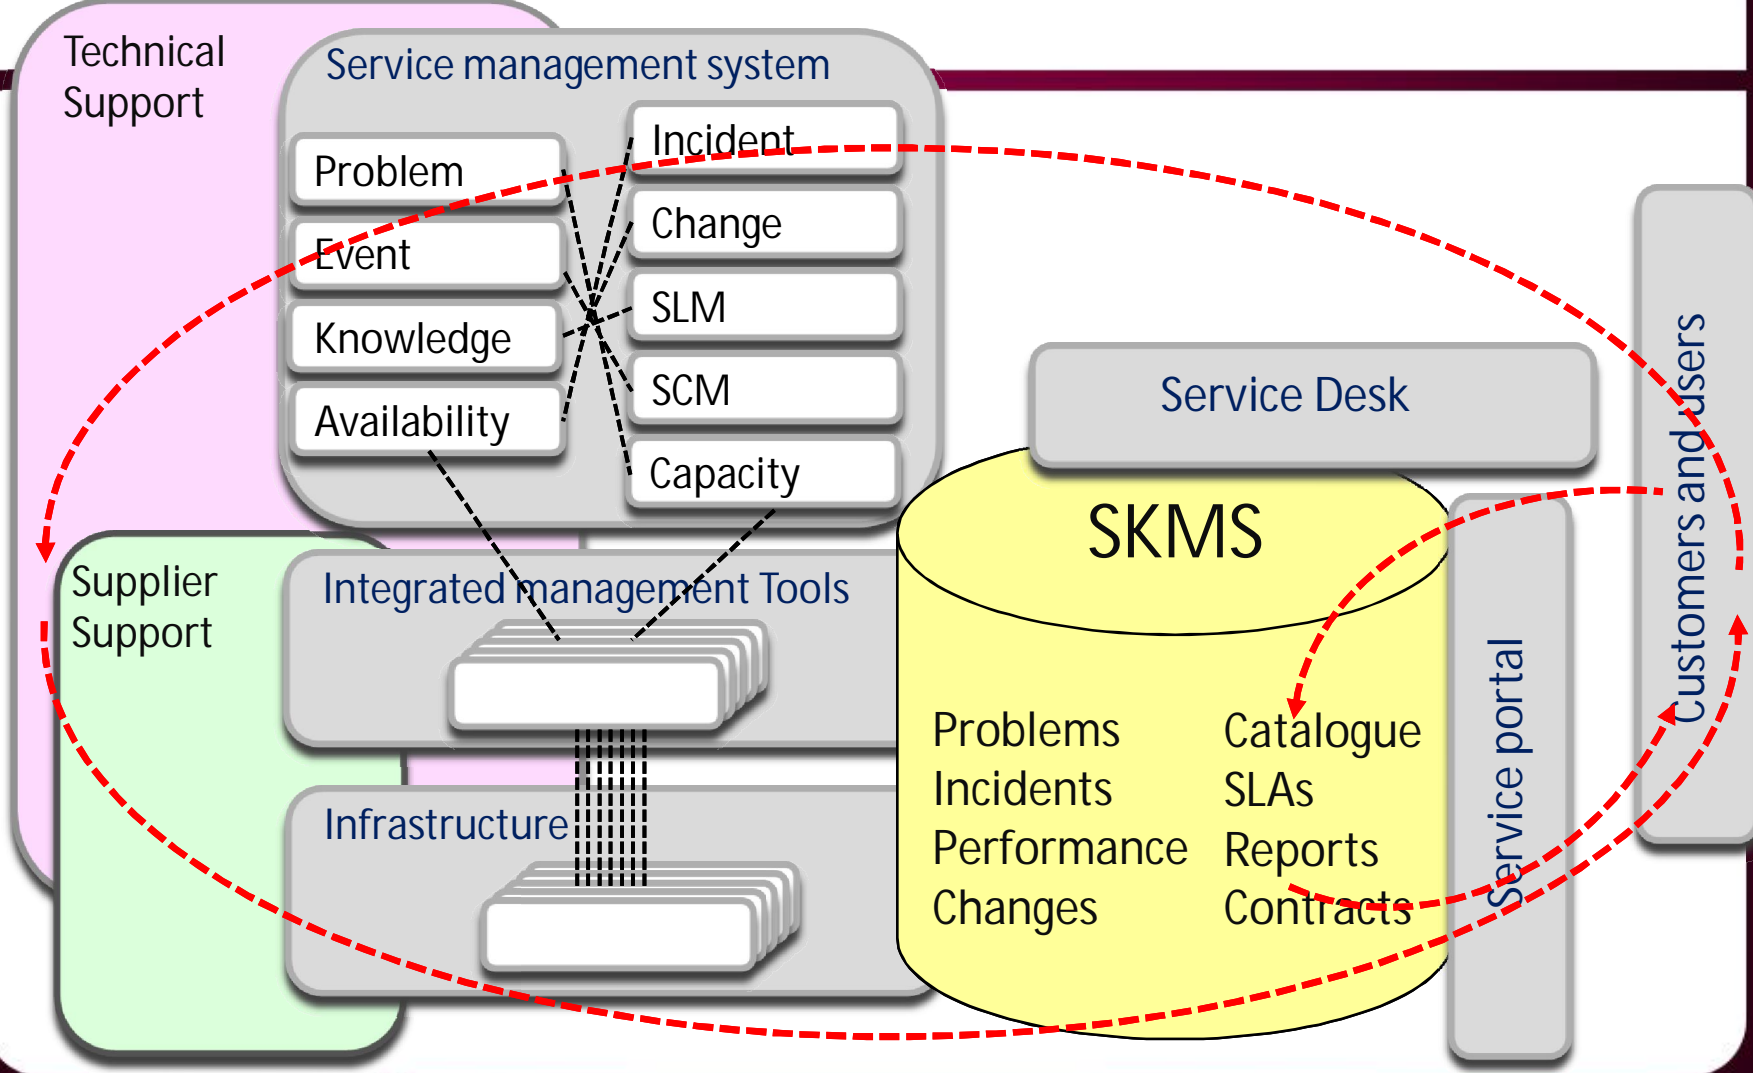 Technical
Support
Service management system
Problem
Event
Knowledge
Availability
Incident
Change
SLM
SCM
Capacity
Supplier
Support
Integrated management Tools
Infrastructure
Service Desk
SKMS
Problems
Incidents
Performance
Changes
Catalogue
SLAs
Reports
Contracts
Service portal
Customers and users